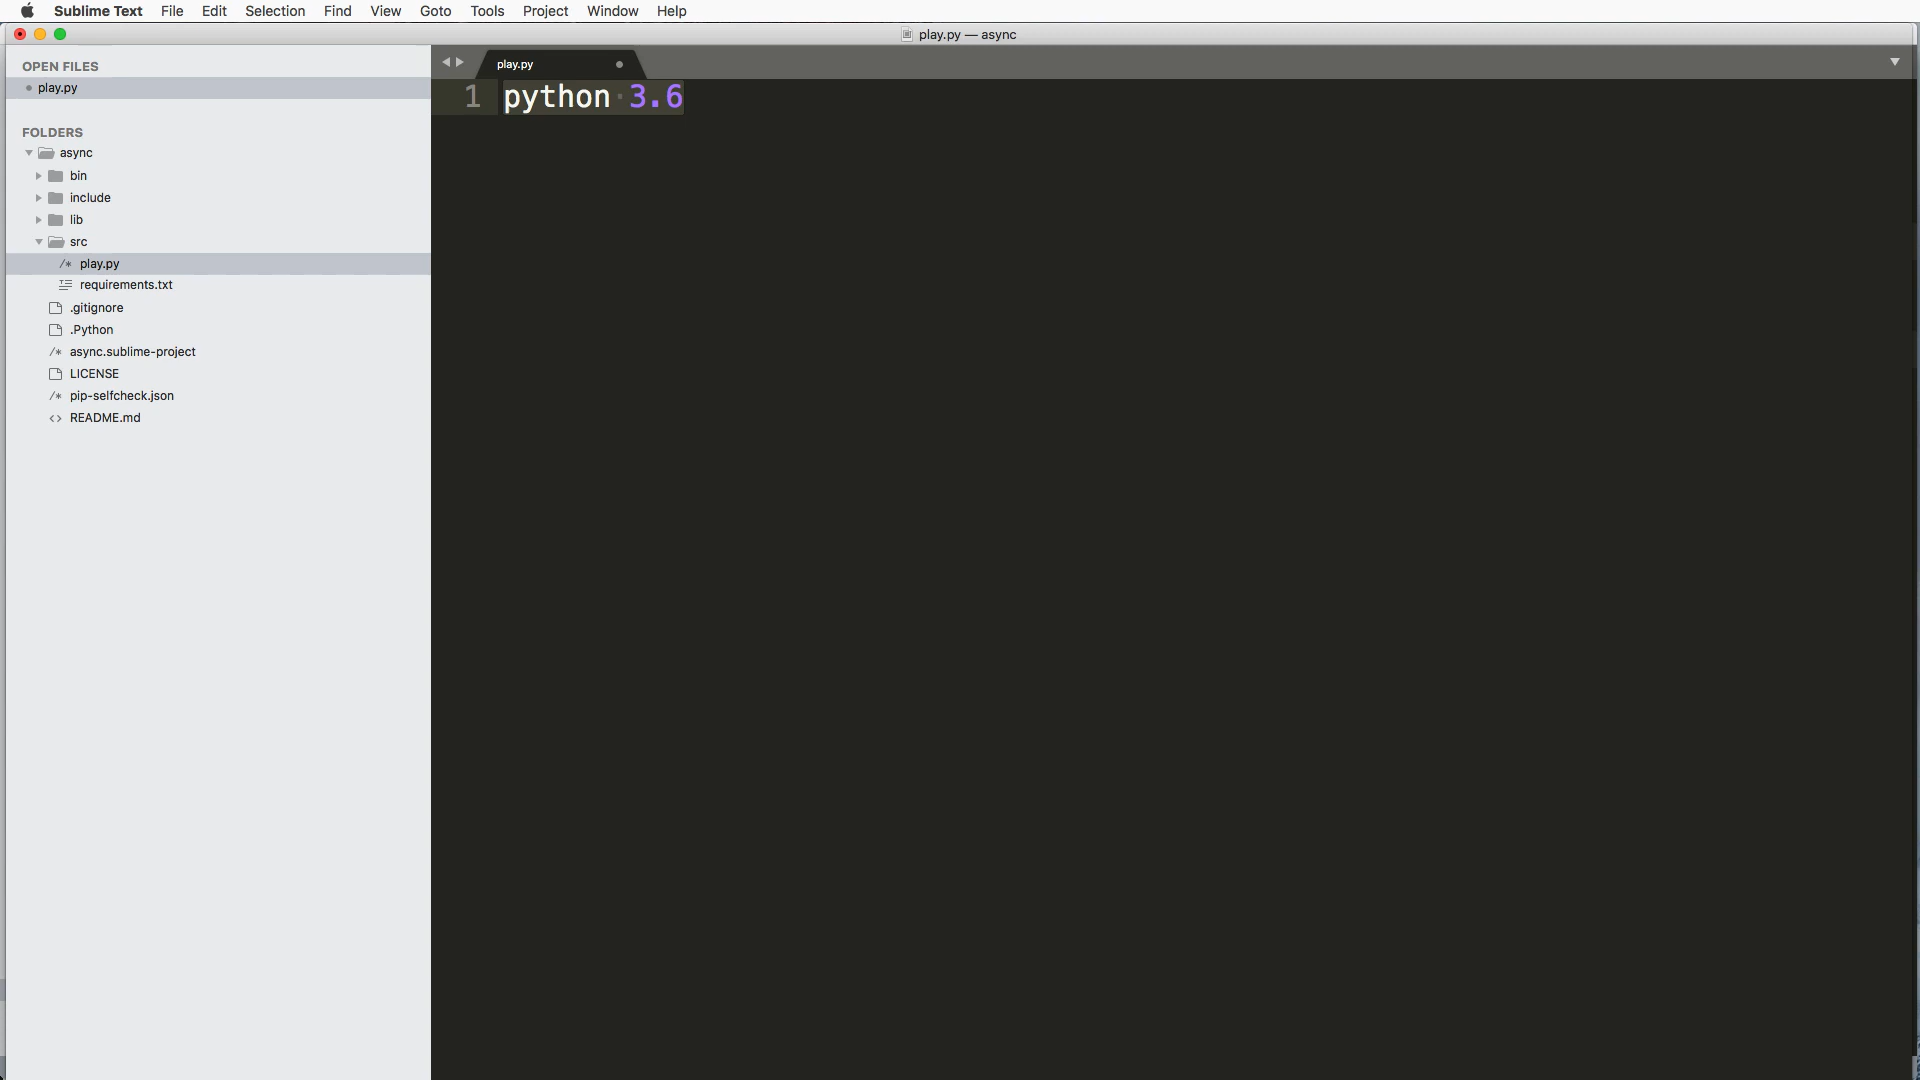 Sublime Text File Edit Selection Find View Goto Tools Project Window Help
play.py — async
OPEN FILES
play.py
FOLDERS
async
bin
include
lib
src
play.py
requirements.txt
.gitignore
.Python
async.sublime-project
LICENSE
pip-selfcheck.json
README.md
play.py
1 python 3.6